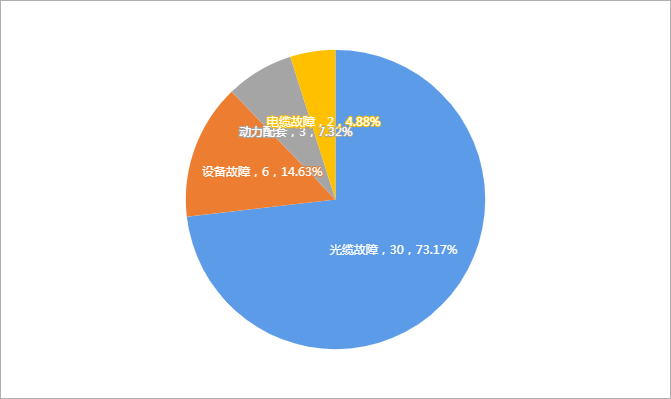 电缆故障，2，4.88%
动力配套，3，7.32%
设备故障，6，14.63%
光缆故障，30，73.17%